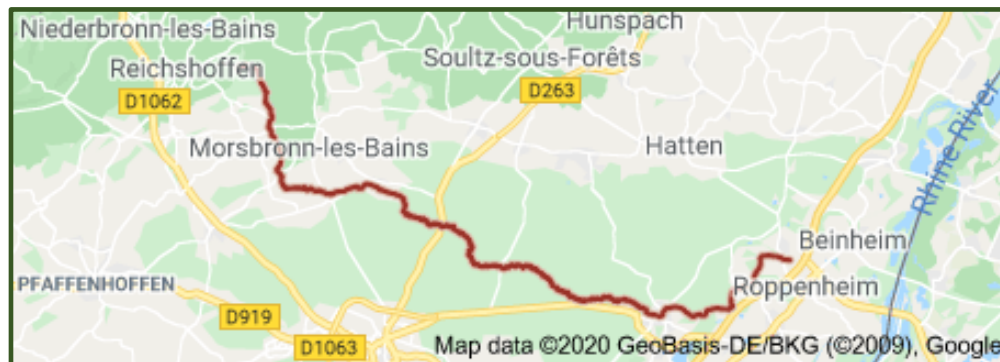 Niederbronn-les-Bains
Hunspach
Soultz-sous-Forêts
Reichshoffen
D1062
D263
Morsbronn-les-Bains
Hatten
Rhine River
Beinheim
PFAFFENHOFFEN
Roppenheim
D919
D1063
Map data ©2020 GeoBasis-DE/BKG (©2009), Google